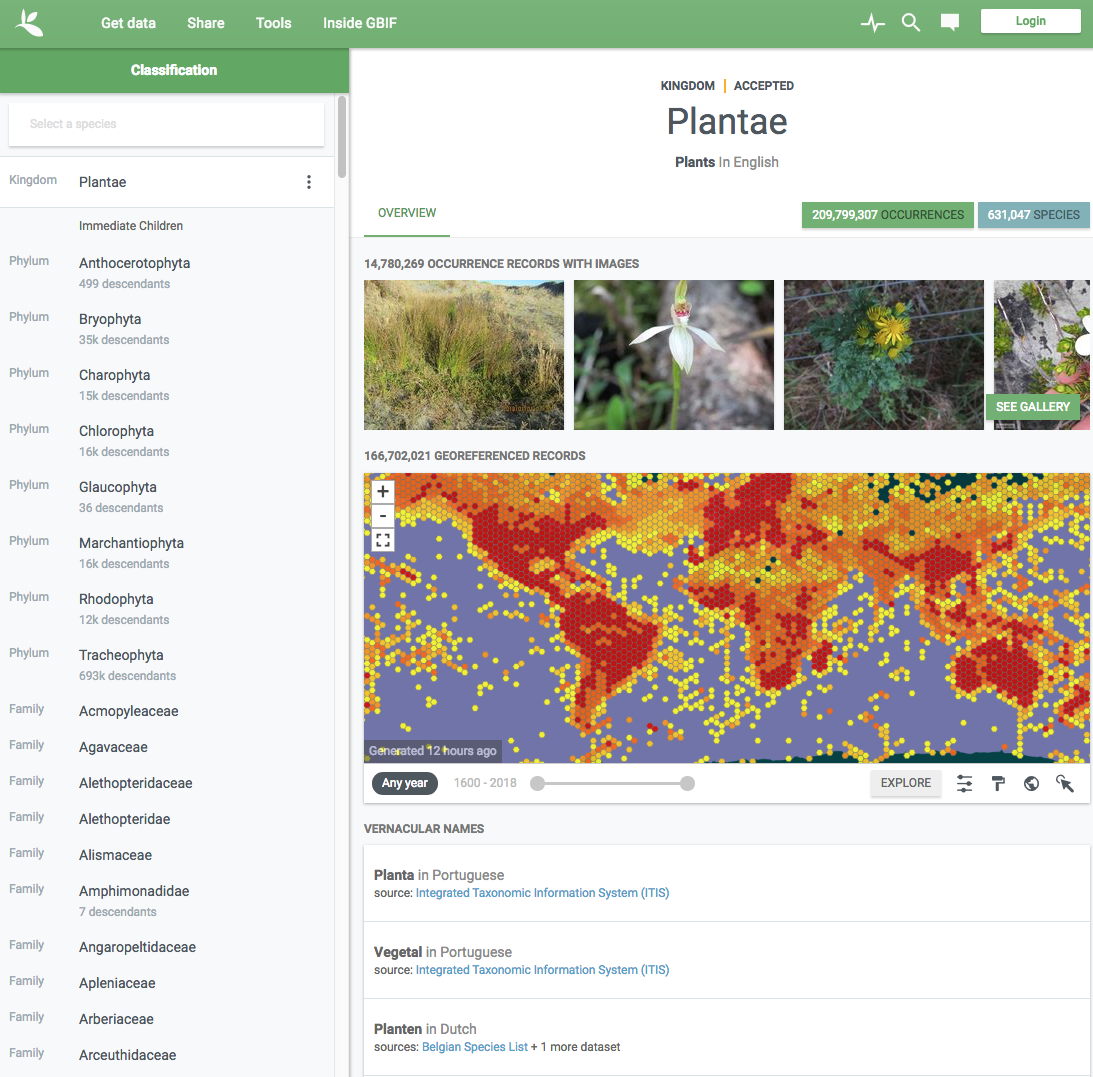 Get data Share Tools Inside GBIF Login
Classification
Select a species
Kingdom Plantae
Immediate Children
Phylum Anthocerotophyta
499 descendants
Phylum Bryophyta
35k descendants
Phylum Charophyta
15k descendants
Phylum Chlorophyta
16k descendants
Phylum Glaucophyta
36 descendants
Phylum Marchantiophyta
16k descendants
Phylum Rhodophyta
12k descendants
Phylum Tracheophyta
693k descendants
Family Acmopyleaceae
Family Agavaceae
Family Alethopteridaceae
Family Alethopteridae
Family Alismaceae
Family Amphimonadidae
7 descendants
Family Angaropeltidaceae
Family Apleniaceae
Family Arberiaceae
Family Arceuthidaceae
KINGDOM | ACCEPTED
Plantae
Plants In English
OVERVIEW
209,799,307 OCCURRENCES
631,047 SPECIES
14,780,269 OCCURRENCE RECORDS WITH IMAGES
SEE GALLERY
166,702,021 GEOREFERENCED RECORDS
+
-
Generated 12 hours ago
Any year 1600 - 2018 EXPLORE
VERNACULAR NAMES
Planta in Portuguese
source: Integrated Taxonomic Information System (ITIS)
Vegetal in Portuguese
source: Integrated Taxonomic Information System (ITIS)
Planten in Dutch
sources: Belgian Species List + 1 more dataset